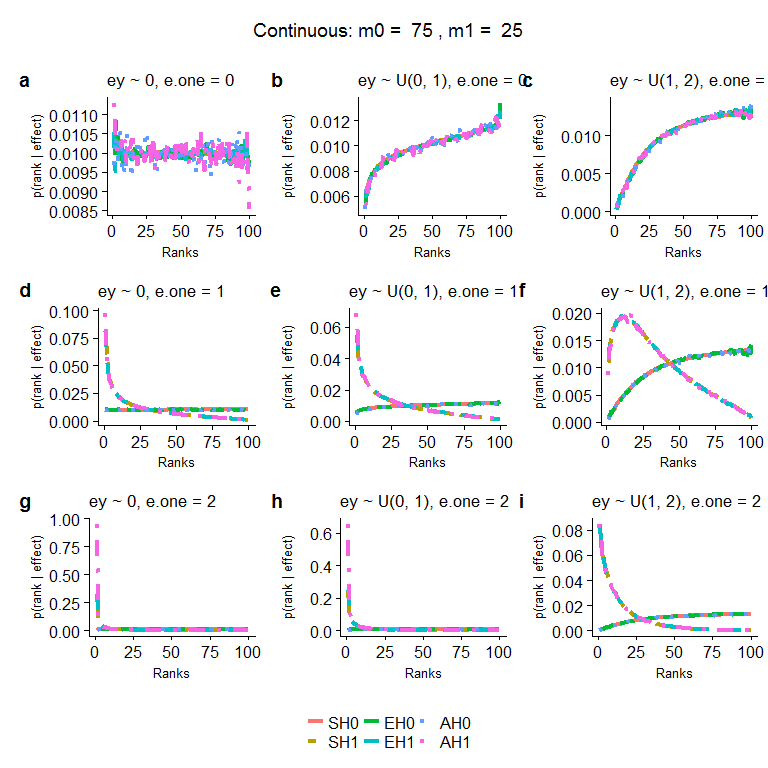 Continuous: m0 = 75 , m1 = 25
a ey ~ 0, e.one = 0
p(rank | effect)
0.0110
0.0105
0.0100
0.0095
0.0090
0.0085
0 25 50 75 100
Ranks
b ey ~ U(0, 1), e.one = 0
p(rank | effect)
0.012
0.010
0.008
0.006
0 25 50 75 100
Ranks
c ey ~ U(1, 2), e.one =
p(rank | effect)
0.010
0.005
0.000
0 25 50 75 100
Ranks
d ey ~ 0, e.one = 1
p(rank | effect)
0.100
0.075
0.050
0.025
0.000
0 25 50 75 100
Ranks
e ey ~ U(0, 1), e.one = 1
p(rank | effect)
0.06
0.04
0.02
0.00
0 25 50 75 100
Ranks
f ey ~ U(1, 2), e.one = 1
p(rank | effect)
0.020
0.015
0.010
0.005
0.000
0 25 50 75 100
Ranks
g ey ~ 0, e.one = 2
p(rank | effect)
1.00
0.75
0.50
0.25
0.00
0 25 50 75 100
Ranks
h ey ~ U(0, 1), e.one = 2
p(rank | effect)
0.6
0.4
0.2
0.0
0 25 50 75 100
Ranks
i ey ~ U(1, 2), e.one = 2
p(rank | effect)
0.08
0.06
0.04
0.02
0.00
0 25 50 75 100
Ranks
SH0 EH0 AH0
SH1 EH1 AH1